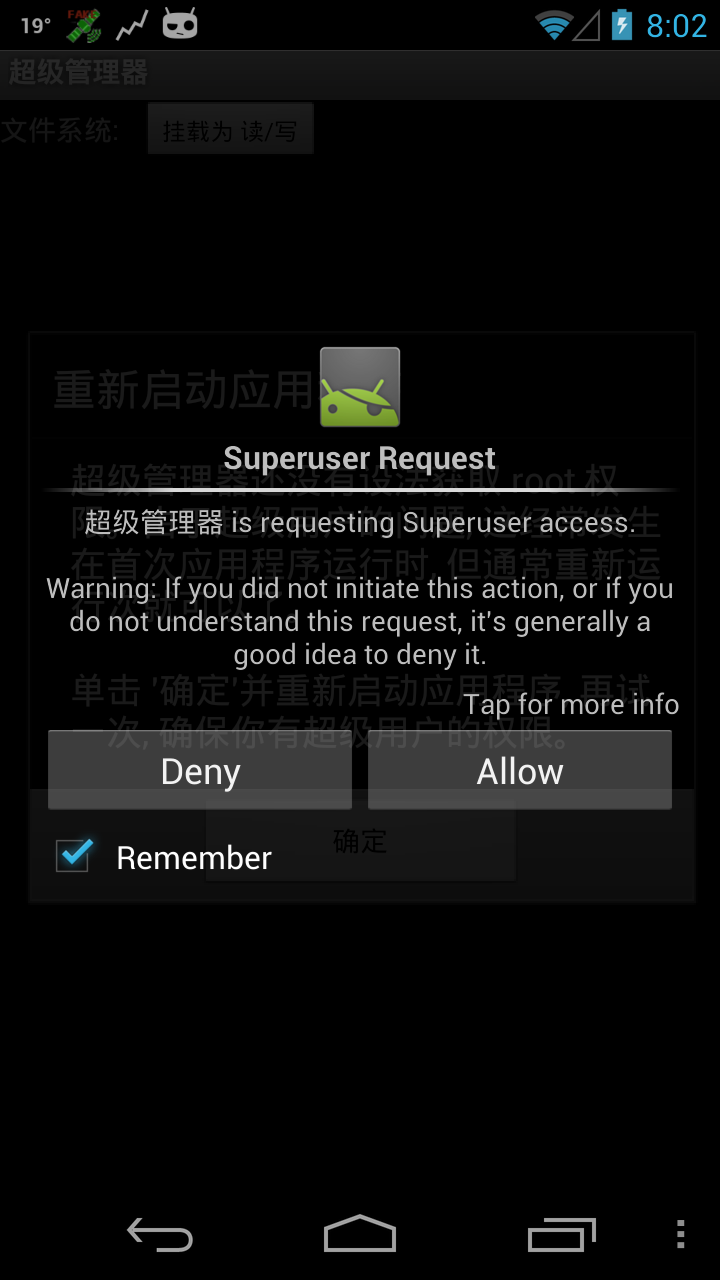 19°
FAKE
8:02
超级管理器
文件系统:
挂载为 读/写
重新启动应用
Superuser Request
超级管理器还没有设法获取 root 权
超级管理器 is requesting Superuser access.
在首次应用程序运行时, 但通常重新运
Warning: If you did not initiate this action, or if you
do not understand this request, it's generally a
good idea to deny it.
单击 '确定'并重新启动应用程序, 再试
Tap for more info
一次, 确保你有超级用户的权限。
Deny
Allow
确定
Remember